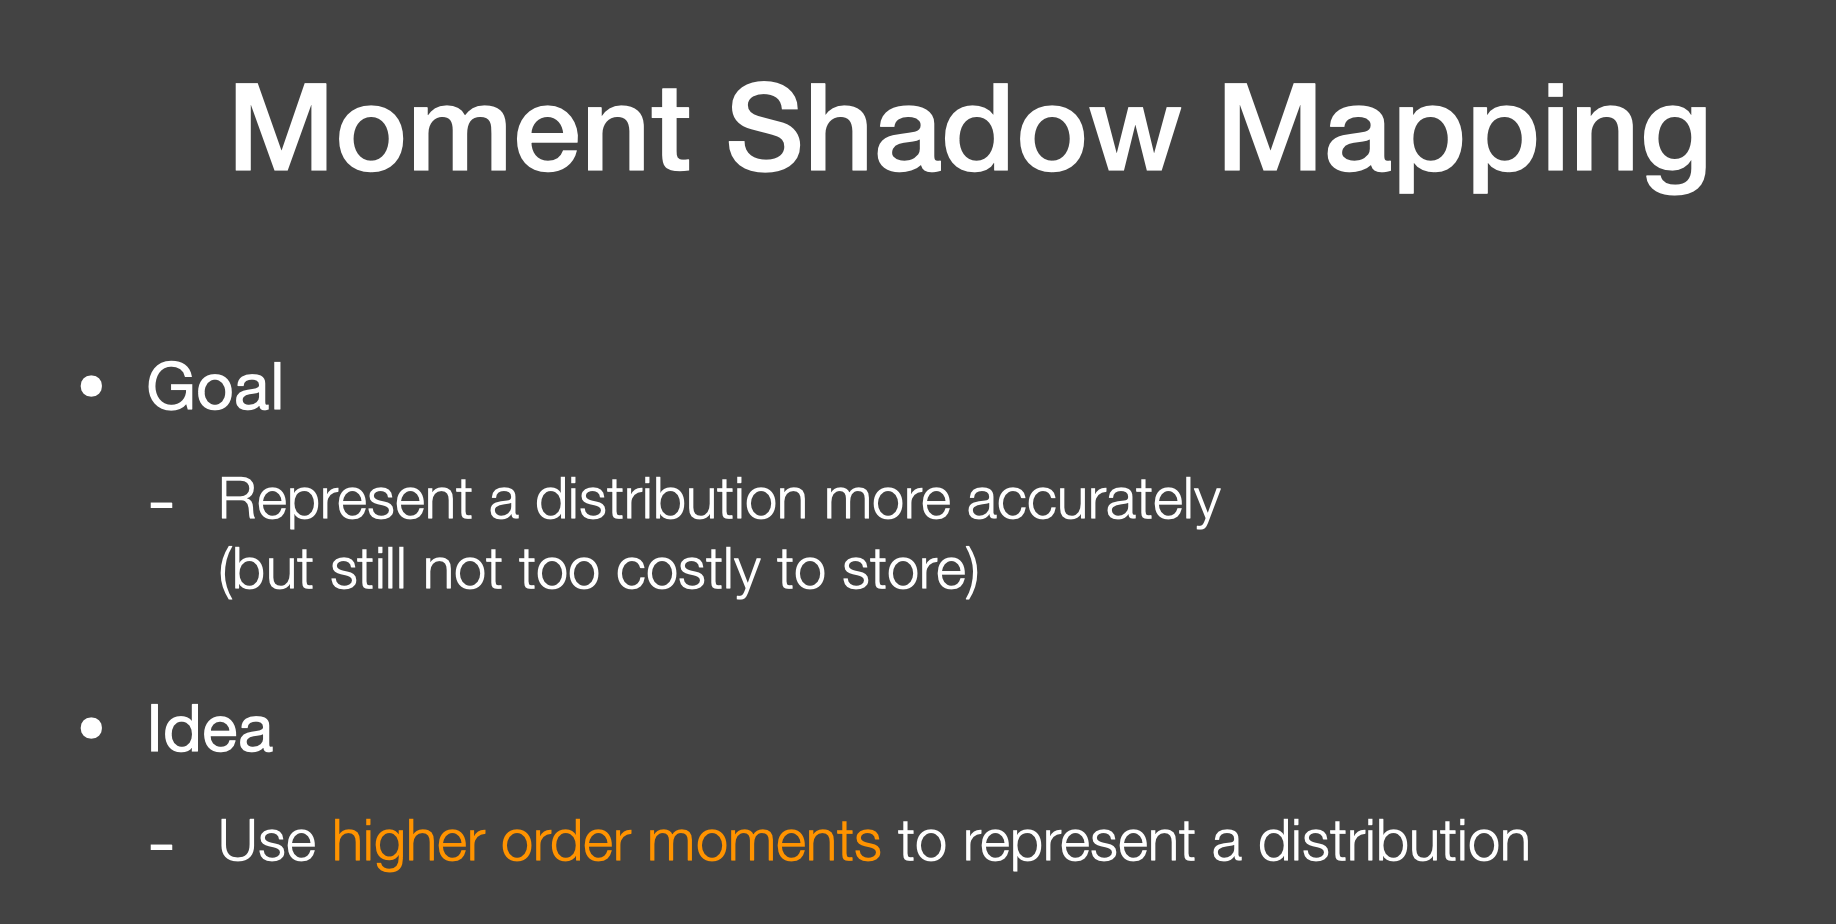 Moment Shadow Mapping
• Goal
- Represent a distribution more accurately
(but still not too costly to store)
• Idea
- Use higher order moments to represent a distribution